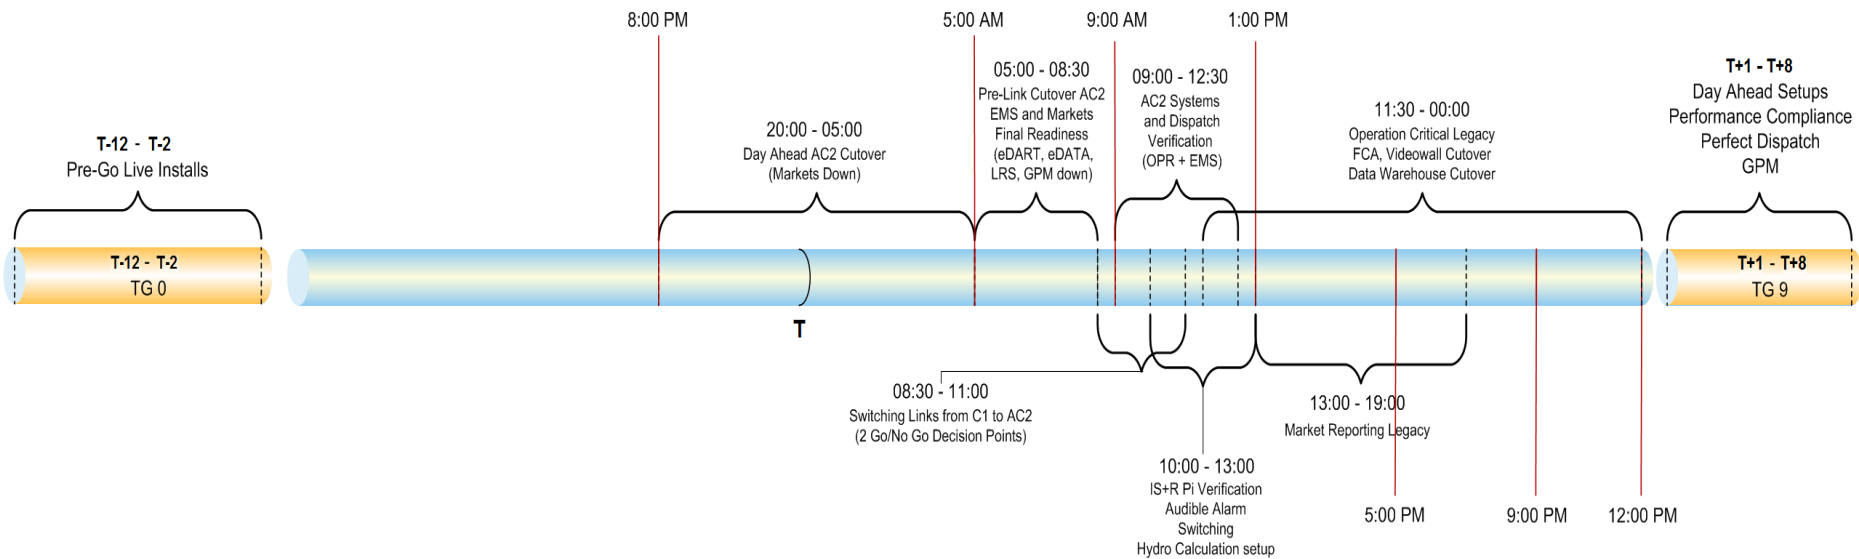 8:00 PM
5:00 AM
9:00 AM
1:00 PM
T-12 - T-2
Pre-Go Live Installs
20:00 - 05:00
Day Ahead AC2 Cutover
(Markets Down)
05:00 - 08:30
Pre-Link Cutover AC2
EMS and Markets
Final Readiness
(eDART, eDATA,
LRS, GPM down)
09:00 - 12:30
AC2 Systems
and Dispatch
Verification
(OPR + EMS)
11:30 - 00:00
Operation Critical Legacy
FCA, Videowall Cutover
Data Warehouse Cutover
T+1 - T+8
Day Ahead Setups
Performance Compliance
Perfect Dispatch
GPM
T-12 - T-2
TG 0
T
T+1 - T+8
TG 9
08:30 - 11:00
Switching Links from C1 to AC2
(2 Go/No Go Decision Points)
10:00 - 13:00
IS+R Pi Verification
Audible Alarm
Switching
Hydro Calculation setup
13:00 - 19:00
Market Reporting Legacy
5:00 PM
9:00 PM
12:00 PM